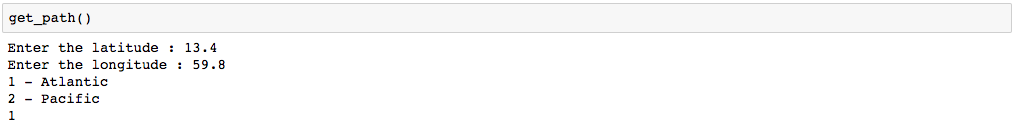 get_path()
Enter the latitude : 13.4
Enter the longitude : 59.8
1 - Atlantic
2 - Pacific
1